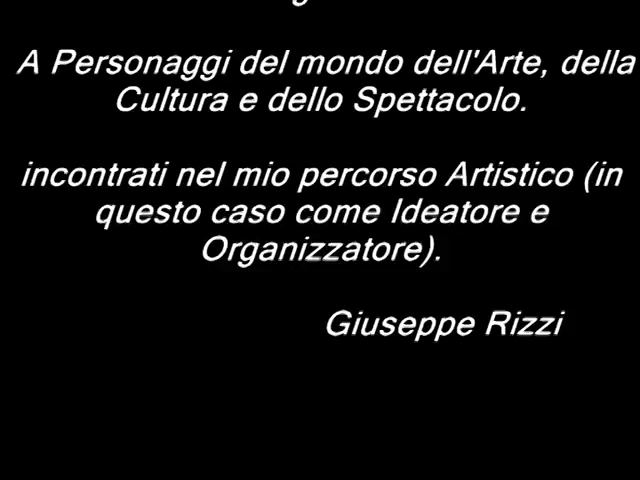 A Personaggi del mondo dell'Arte, della
Cultura e dello Spettacolo.
incontrati nel mio percorso Artistico (in
questo caso come Ideatore e
Organizzatore).
Giuseppe Rizzi